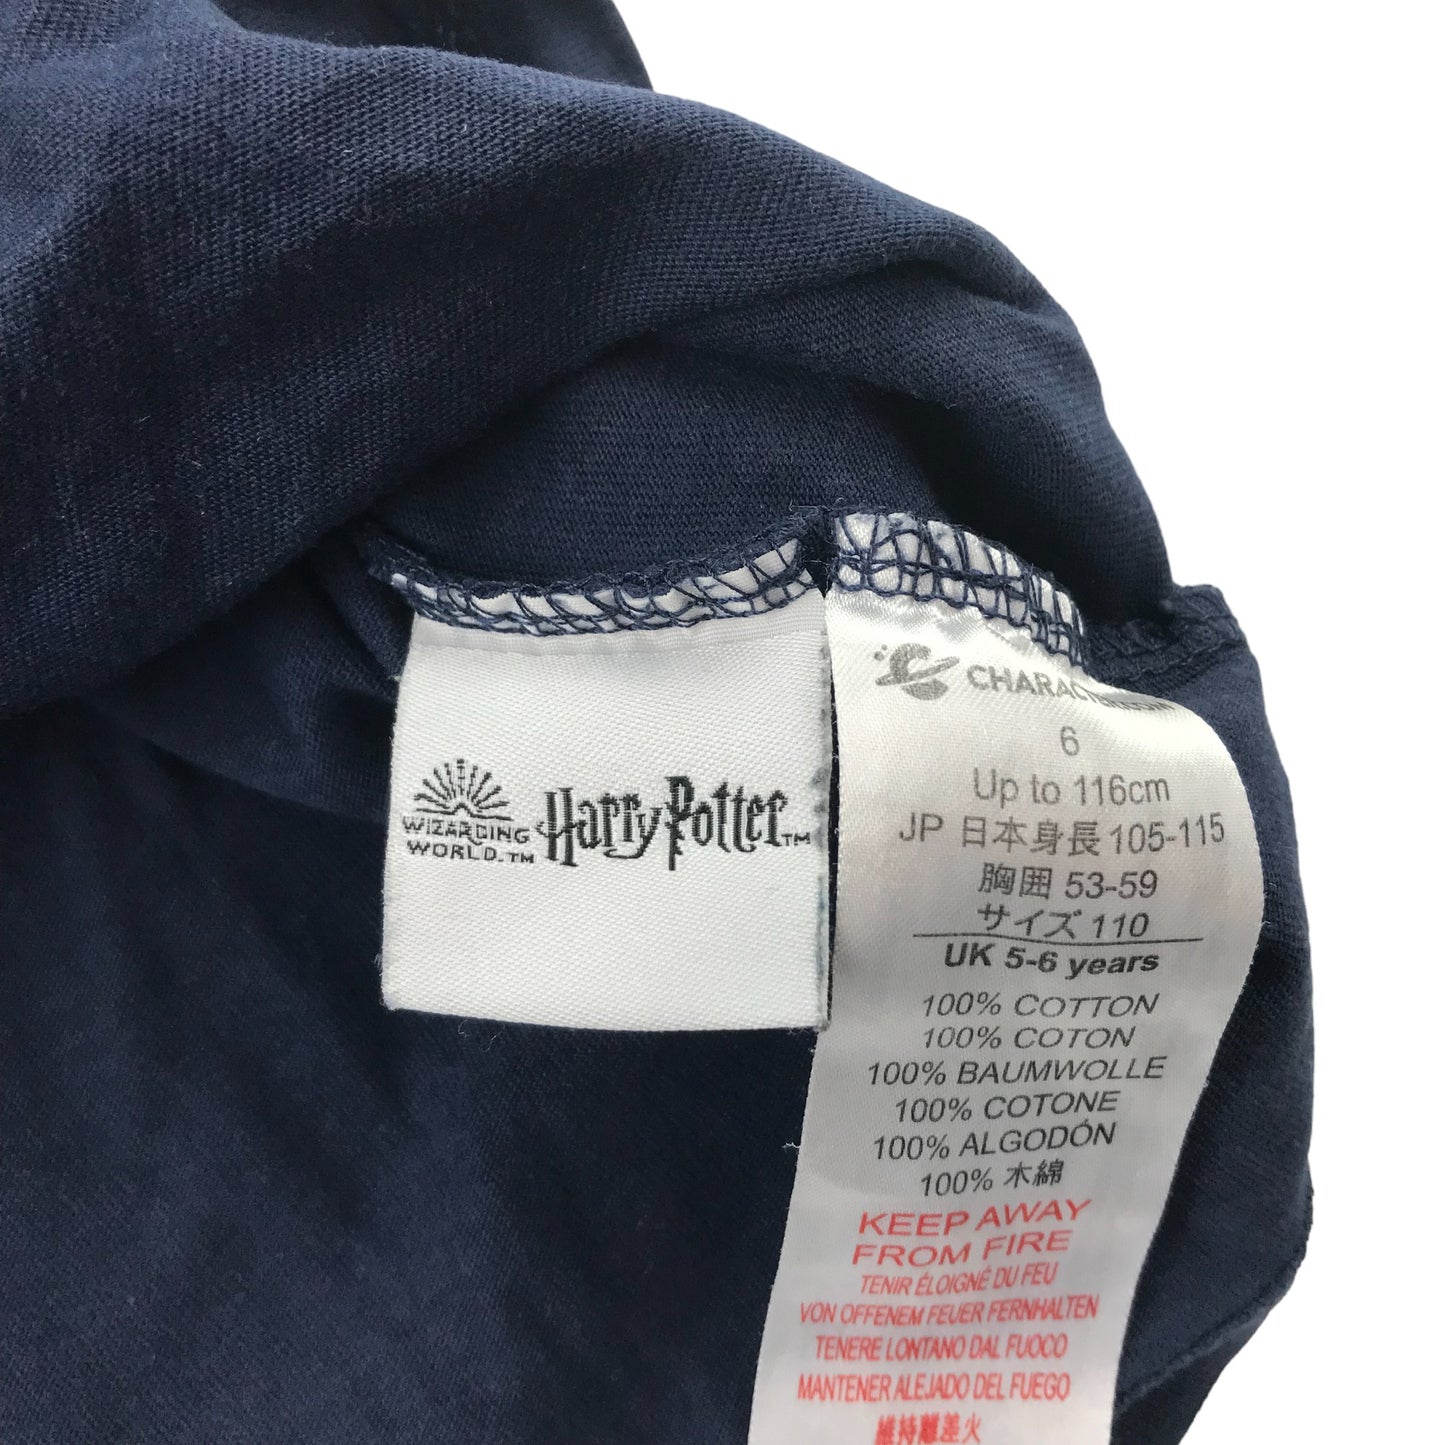 WIZARDING
WORLD.™
Harry Potter™
CHARACTER.COM
6
Up to 116cm
JP 日本身長 105-115
胸囲 53-59
サイズ 110
UK 5-6 years
100% COTTON
100% COTON
100% BAUMWOLLE
100% COTONE
100% ALGODÓN
100% 木綿
KEEP AWAY
FROM FIRE
TENIR ÉLOIGNÉ DU FEU
VON OFFENEM FEUER FERNHALTEN
TENERE LONTANO DAL FUOCO
MANTENER ALEJADO DEL FUEGO
維持離差火